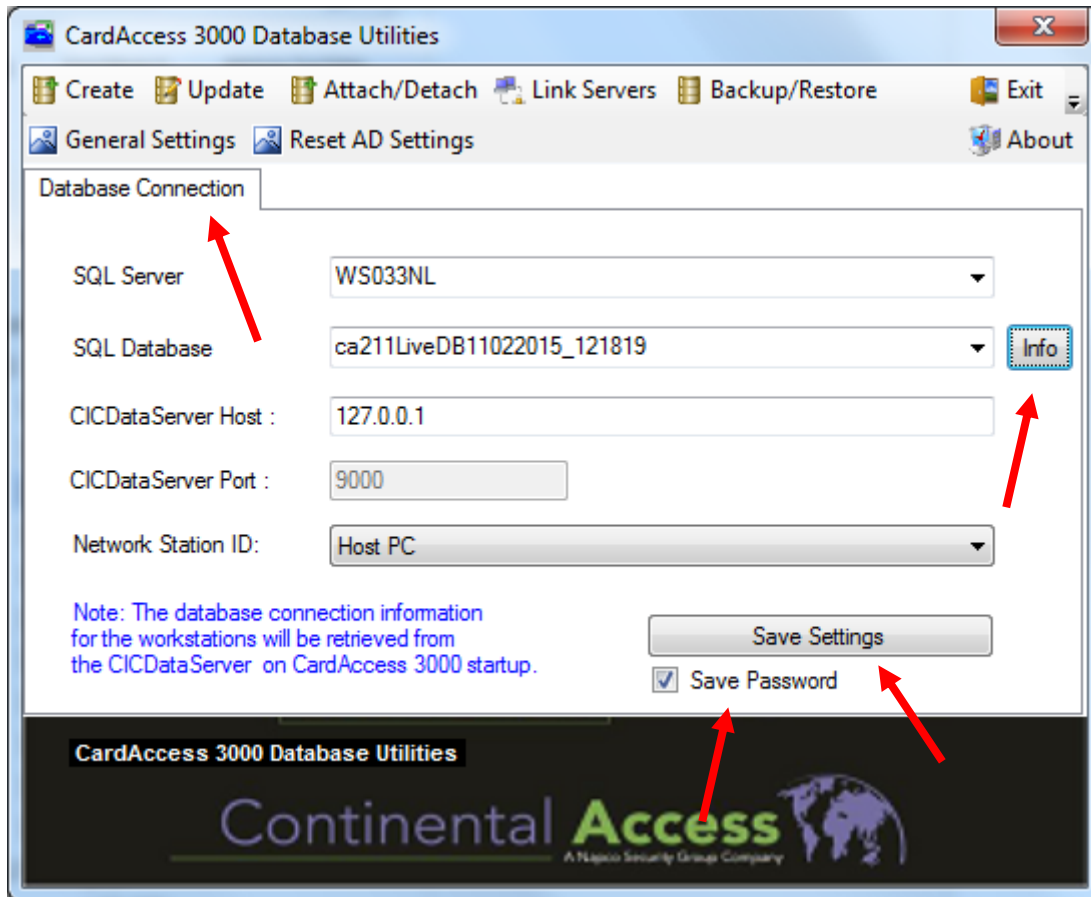 CardAccess 3000 Database Utilities
X
Create Update Attach/Detach Link Servers Backup/Restore Exit
General Settings Reset AD Settings About
Database Connection
SQL Server WS033NL
SQL Database ca211LiveDB11022015_121819 Info
CICDataServer Host : 127.0.0.1
CICDataServer Port : 9000
Network Station ID: Host PC
Note: The database connection information
for the workstations will be retrieved from
the CICDataServer on CardAccess 3000 startup.
Save Settings
Save Password
CardAccess 3000 Database Utilities
Continental Access
A Napco Security Group Company